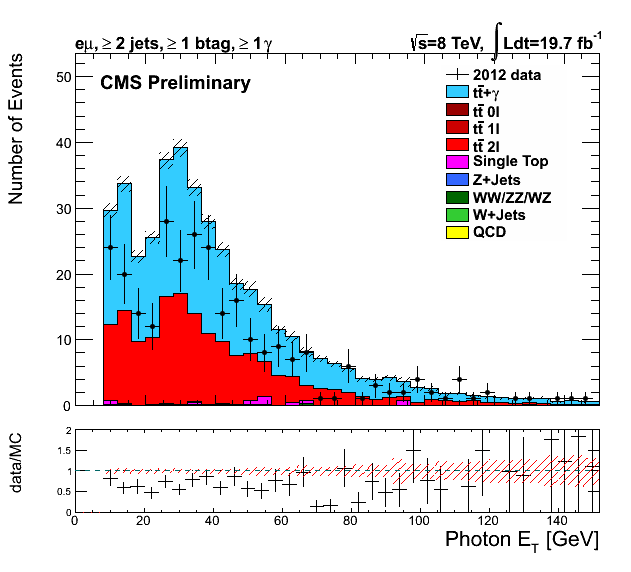 eμ, ≥ 2 jets, ≥ 1 btag, ≥ 1γ
√s=8 TeV, ∫Ldt=19.7 fb⁻¹
CMS Preliminary
Number of Events
50
40
30
20
10
0
2012 data
tt̄+γ
tt̄ 0l
tt̄ 1l
tt̄ 2l
Single Top
Z+Jets
WW/ZZ/WZ
W+Jets
QCD
data/MC
2
1.5
1
0.5
0
0 20 40 60 80 100 120 140
Photon E_T [GeV]